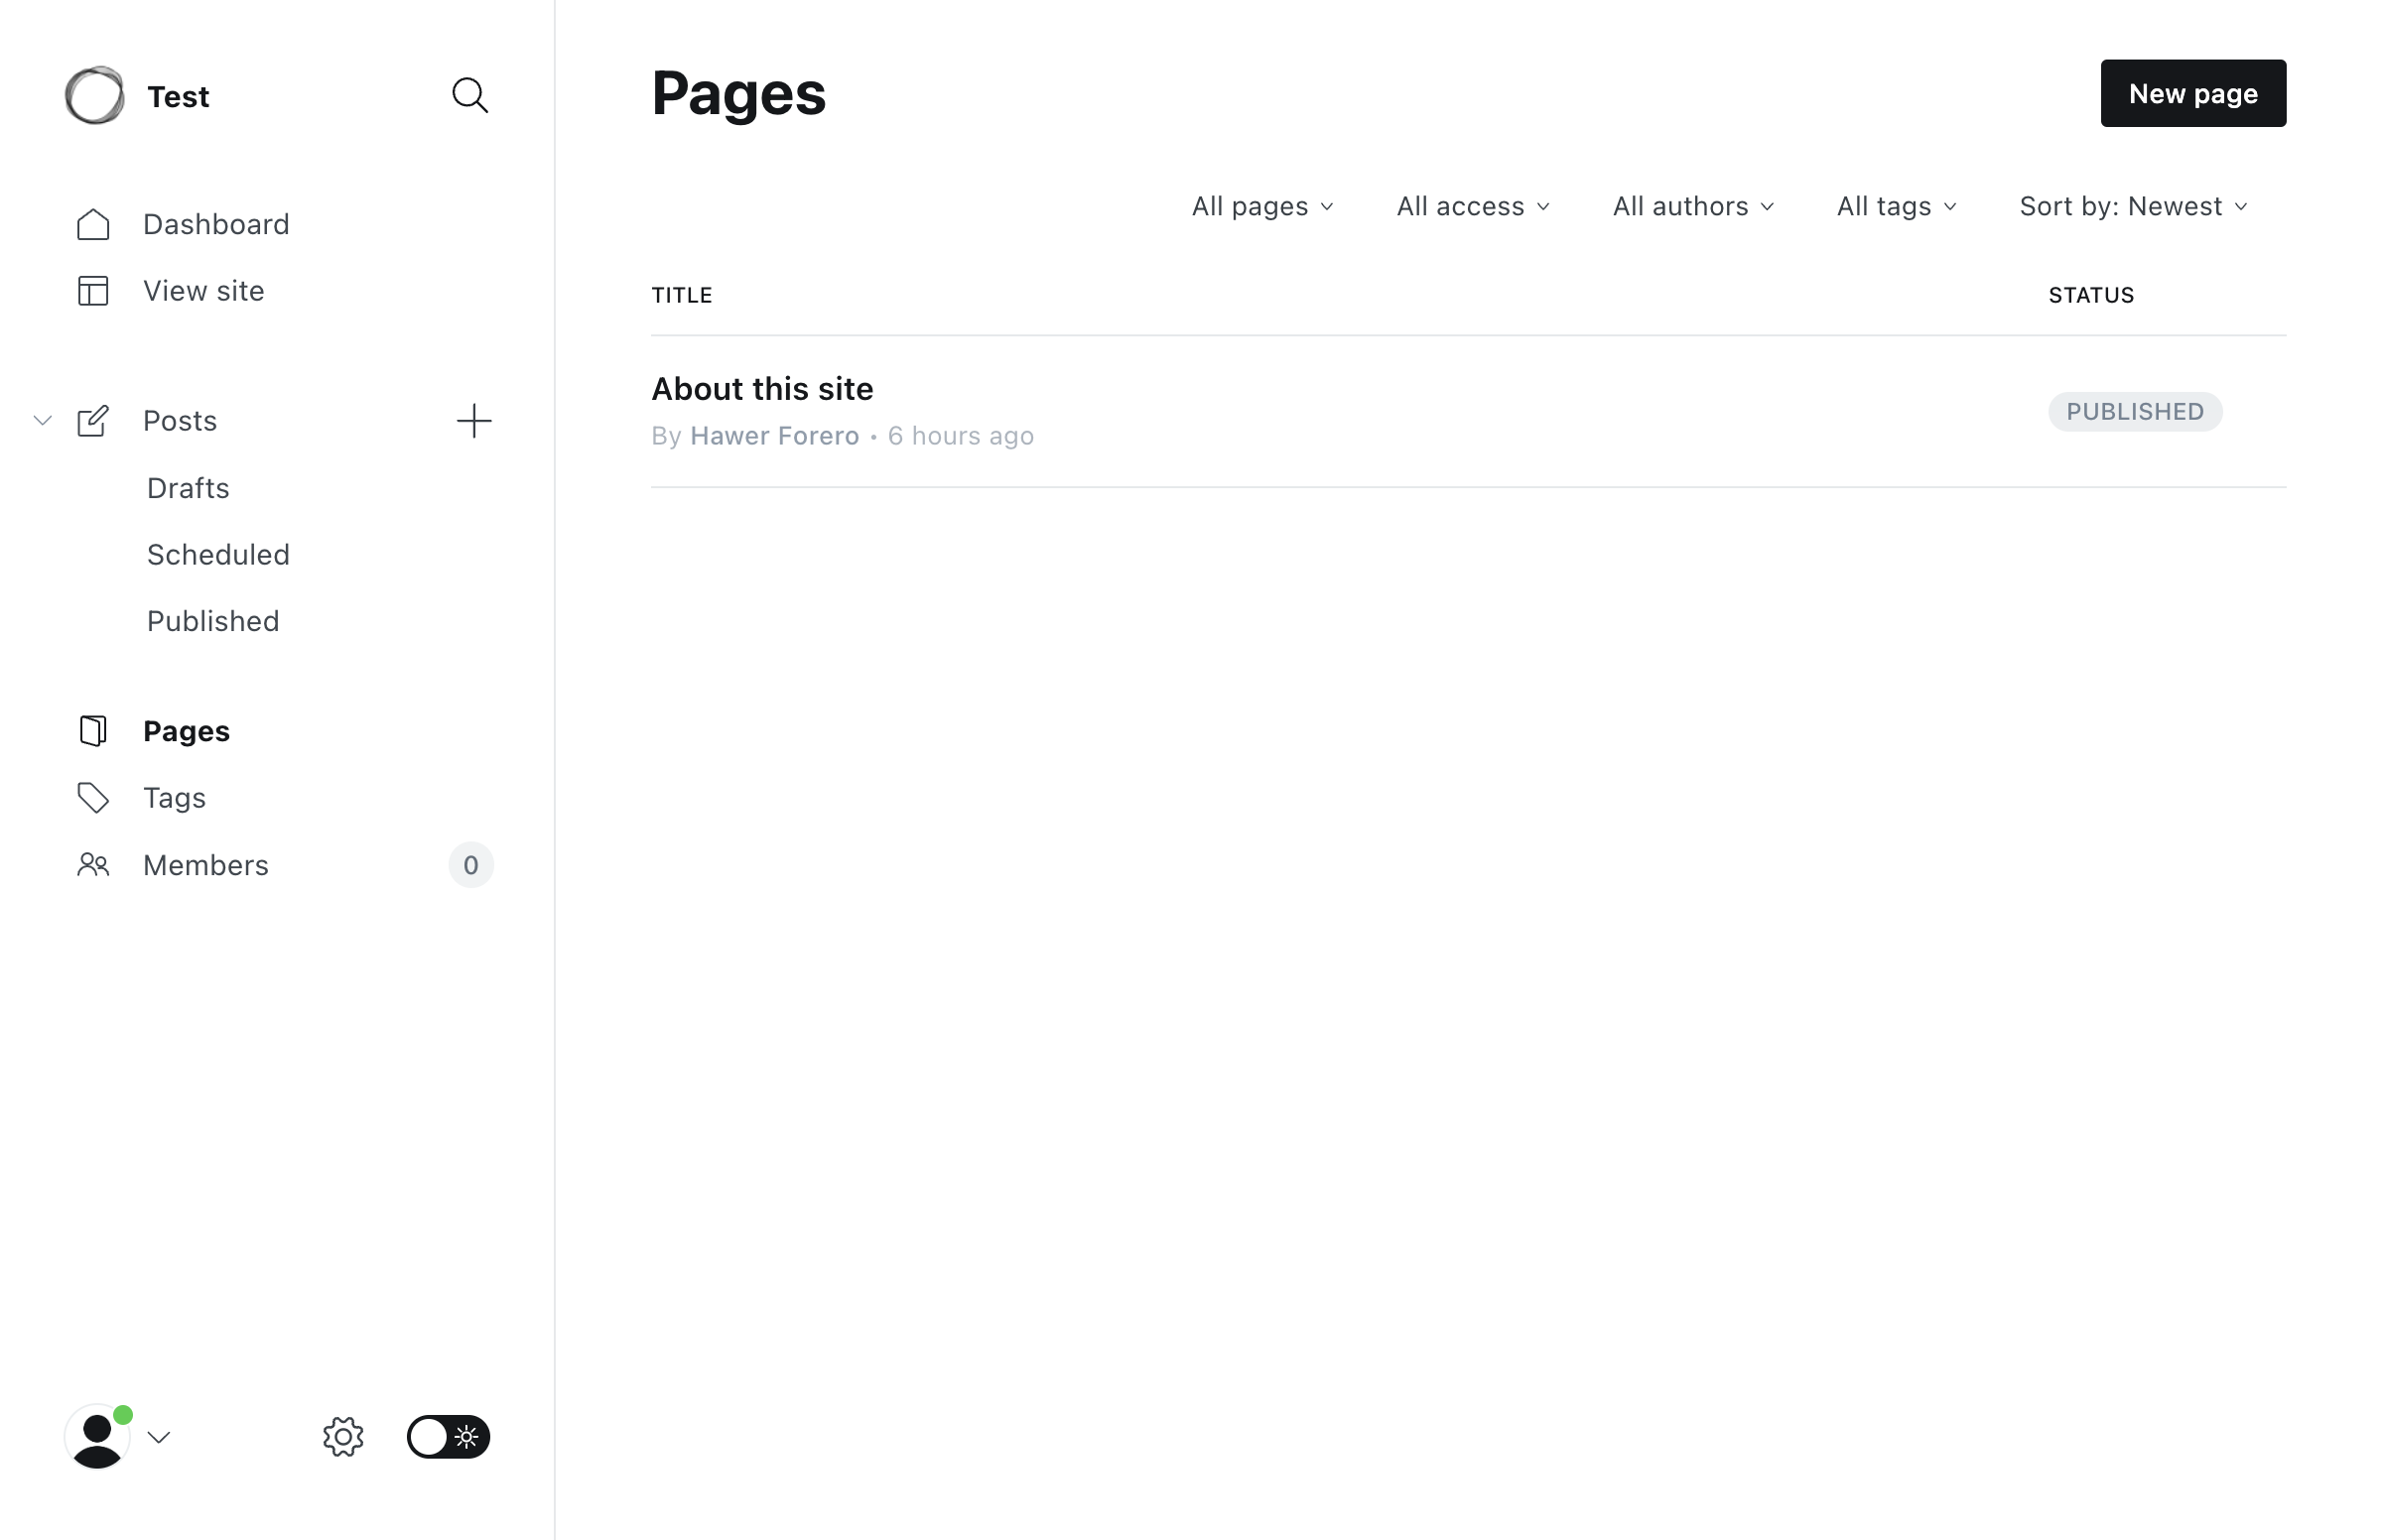 Test
Dashboard
View site
Posts
Drafts
Scheduled
Published
Pages
Tags
Members 0
Pages
New page
All pages All access All authors All tags Sort by: Newest
TITLE STATUS
About this site
By Hawer Forero • 6 hours ago
PUBLISHED